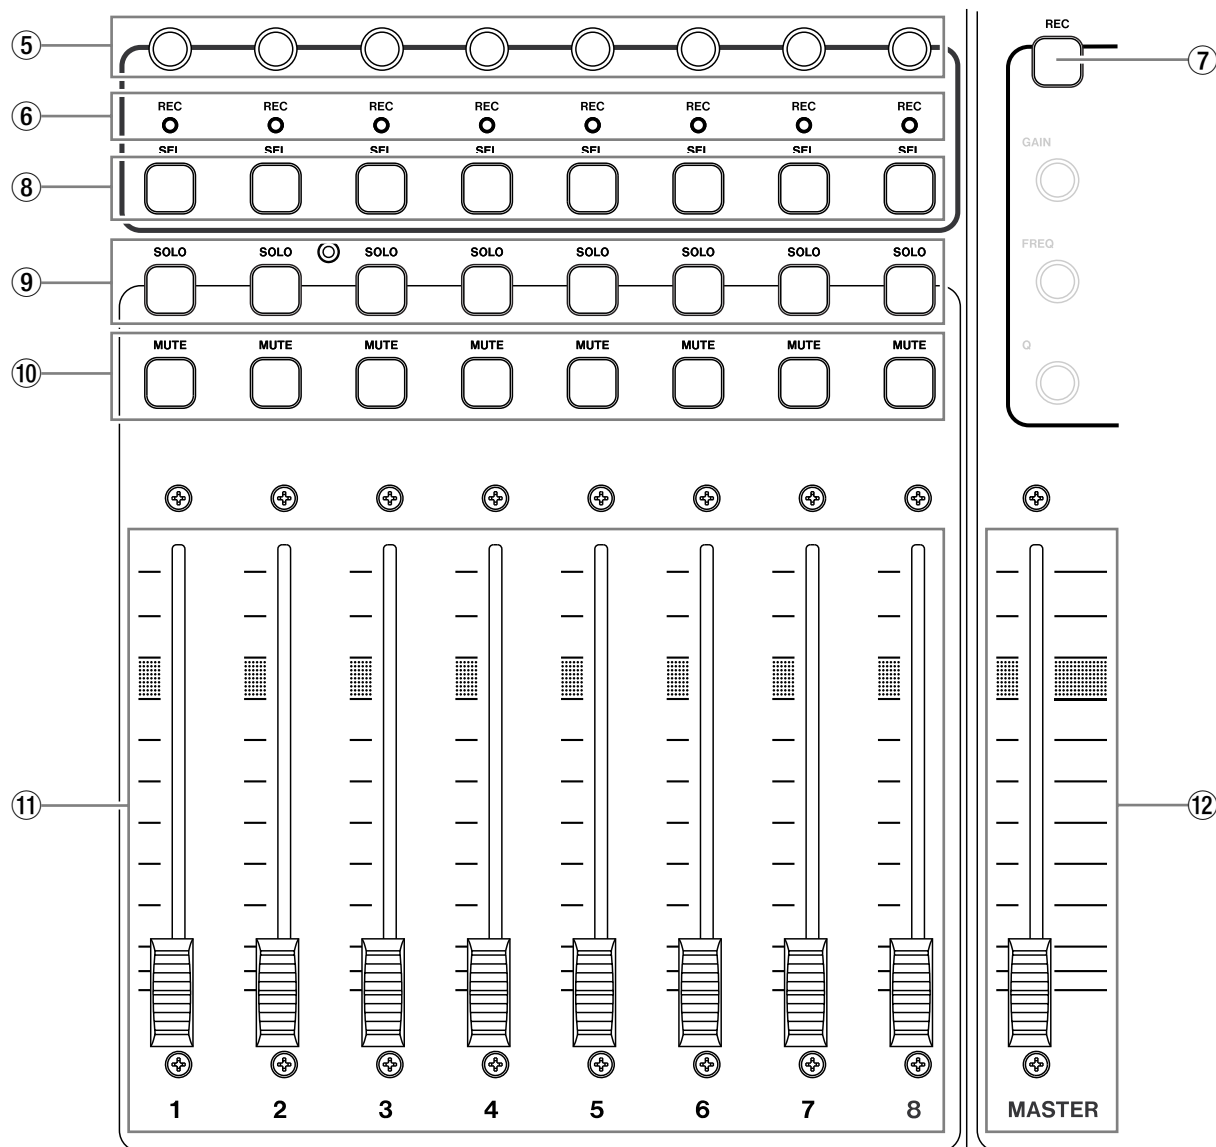 REC
⑤
⑦
REC REC REC REC REC REC REC REC
⑥
GAIN
SEL SEL SEL SEL SEL SEL SEL SEL
⑧
FREQ
SOLO SOLO SOLO SOLO SOLO SOLO SOLO SOLO
⑨
MUTE MUTE MUTE MUTE MUTE MUTE MUTE MUTE
Q
⑩
⑪
⑫
1 2 3 4 5 6 7 8 MASTER